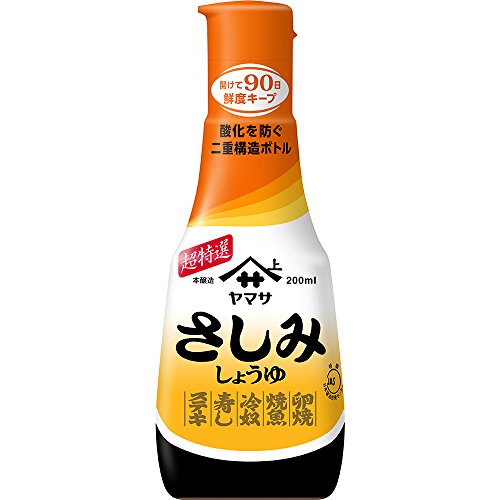 開けて90日
鮮度キープ
酸化を防ぐ
二重構造ボトル
超特選
上
本醸造
ヤマサ
200ml
さしみ
しょうゆ
卵焼
焼魚
冷奴
寿し
JAS